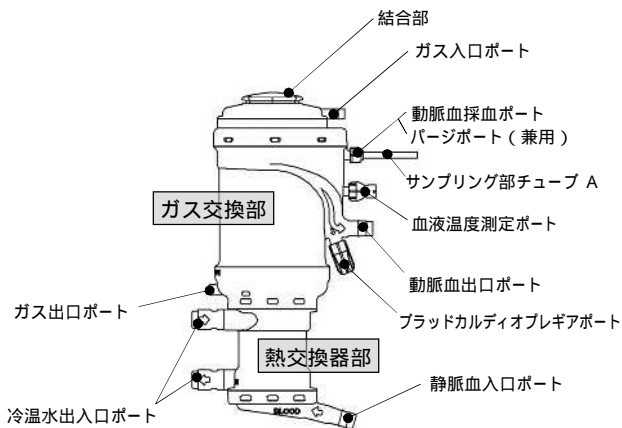 結合部
ガス入口ポート
動脈血採血ポート
パージポート(兼用)
サンプリング部チューブ A
ガス交換部
血液温度測定ポート
動脈血出口ポート
ガス出口ポート
ブラッドカルディオプレギアポート
熱交換器部
静脈血入口ポート
冷温水出入口ポート
BLOOD